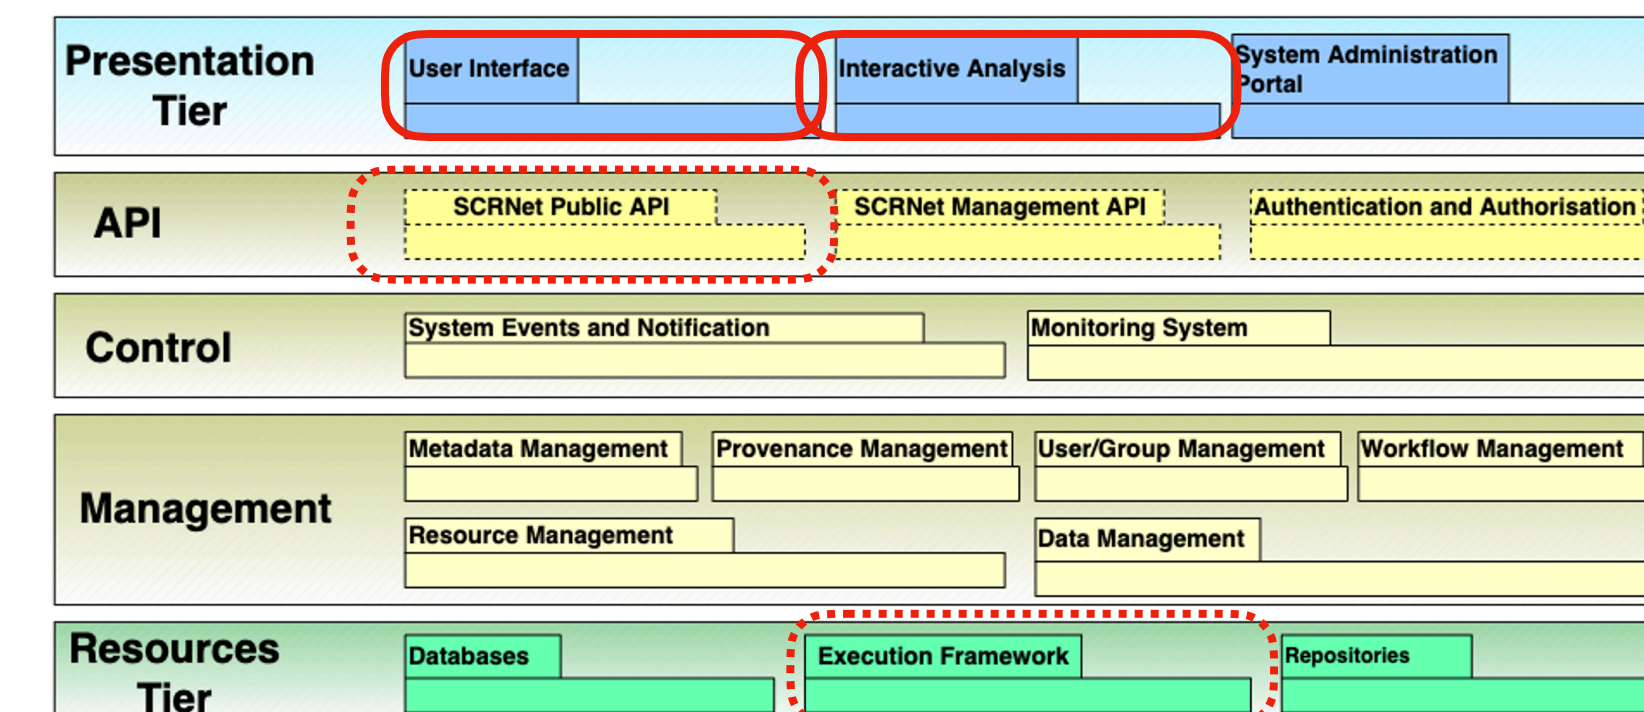 Presentation
Tier
User Interface
Interactive Analysis
System Administration
Portal
API
SCRNet Public API
SCRNet Management API
Authentication and Authorisation
Control
System Events and Notification
Monitoring System
Management
Metadata Management
Provenance Management
User/Group Management
Workflow Management
Resource Management
Data Management
Resources
Tier
Databases
Execution Framework
Repositories